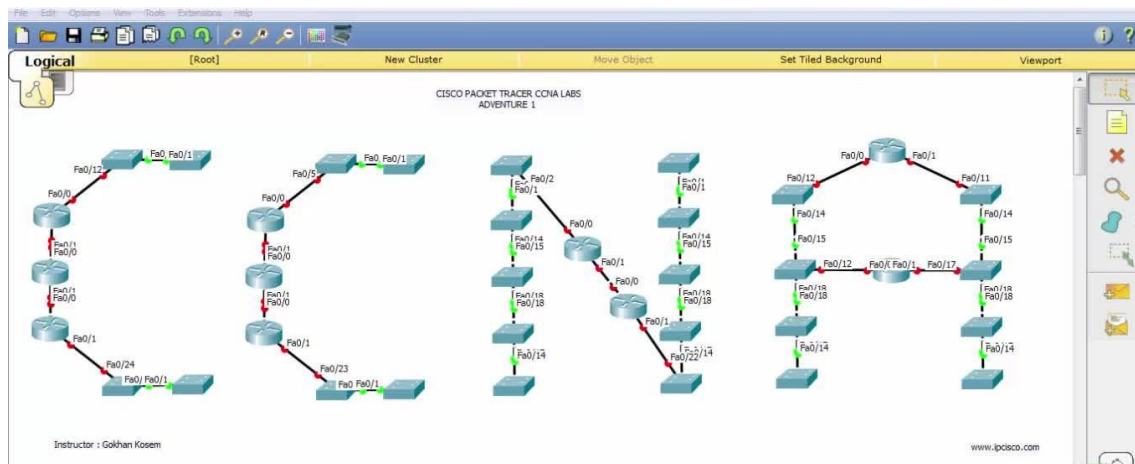 File Edit Options View Tools Extensions Help
Logical [Root] New Cluster Move Object Set Tiled Background Viewport
CISCO PACKET TRACER CCNA LABS
ADVENTURE 1
Fa0/1
Fa0/12
Fa0/0
Fa0/1
Fa0/0
Fa0/1
Fa0/0
Fa0/1
Fa0/24
Fa0/1
Fa0/1
Fa0/5
Fa0/0
Fa0/1
Fa0/0
Fa0/1
Fa0/0
Fa0/1
Fa0/23
Fa0/1
Fa0/2
Fa0/1
Fa0/14
Fa0/15
Fa0/18
Fa0/18
Fa0/14
Fa0/0
Fa0/1
Fa0/0
Fa0/1
Fa0/22
Fa0/1
Fa0/14
Fa0/15
Fa0/18
Fa0/18
Fa0/14
Fa0/0 Fa0/1
Fa0/12 Fa0/11
Fa0/14 Fa0/14
Fa0/15 Fa0/15
Fa0/12 Fa0/1 Fa0/17
Fa0/18 Fa0/18
Fa0/18 Fa0/18
Fa0/14 Fa0/14
Instructor : Gokhan Kosem
www.ipcisco.com